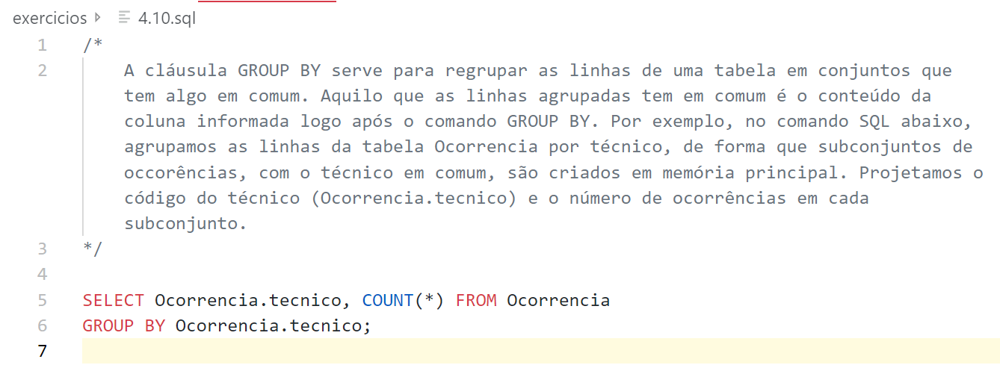 exercicios 4.10.sql
1 /*
2 A cláusula GROUP BY serve para regrupar as linhas de uma tabela em conjuntos que
tem algo em comum. Aquilo que as linhas agrupadas tem em comum é o conteúdo da
coluna informada logo após o comando GROUP BY. Por exemplo, no comando SQL abaixo,
agrupamos as linhas da tabela Ocorrencia por técnico, de forma que subconjuntos de
occorências, com o técnico em comum, são criados em memória principal. Projetamos o
código do técnico (Ocorrencia.tecnico) e o número de ocorrências em cada
subconjunto.
3 */
4
5 SELECT Ocorrencia.tecnico, COUNT(*) FROM Ocorrencia
6 GROUP BY Ocorrencia.tecnico;
7